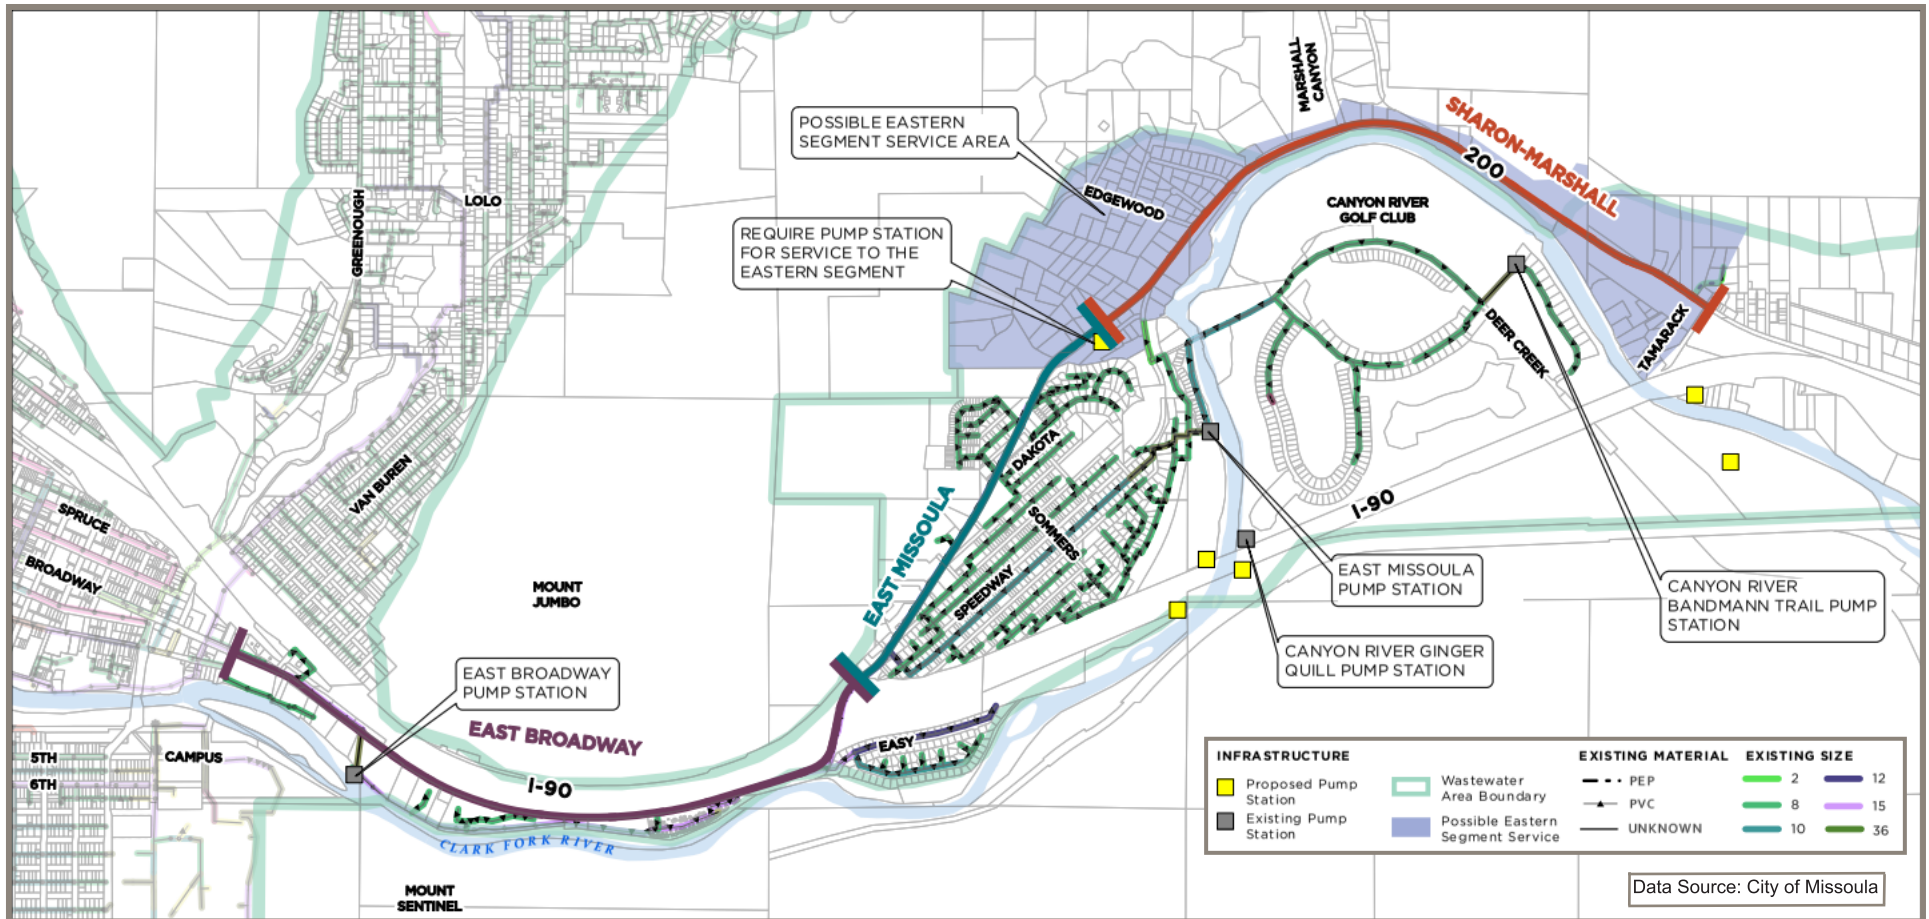 MARSHALL
CANYON
SHARON-MARSHALL
200
POSSIBLE EASTERN
SEGMENT SERVICE AREA
EDGEWOOD
LOLO
GREENOUGH
CANYON RIVER
GOLF CLUB
REQUIRE PUMP STATION
FOR SERVICE TO THE
EASTERN SEGMENT
DEER CREEK
TAMARACK
DAKOTA
VAN BUREN
SPRUCE
BROADWAY
EAST MISSOULA
SOMMERS
SPEEDWAY
I-90
MOUNT
JUMBO
EAST MISSOULA
PUMP STATION
CANYON RIVER
BANDMANN TRAIL PUMP
STATION
CANYON RIVER GINGER
QUILL PUMP STATION
EAST BROADWAY
PUMP STATION
EAST BROADWAY
EASY
5TH
6TH
CAMPUS
I-90
CLARK FORK RIVER
MOUNT
SENTINEL
INFRASTRUCTURE
Proposed Pump
Station
Existing Pump
Station
Wastewater
Area Boundary
Possible Eastern
Segment Service
EXISTING MATERIAL
PEP
PVC
UNKNOWN
EXISTING SIZE
2
8
10
12
15
36
Data Source: City of Missoula